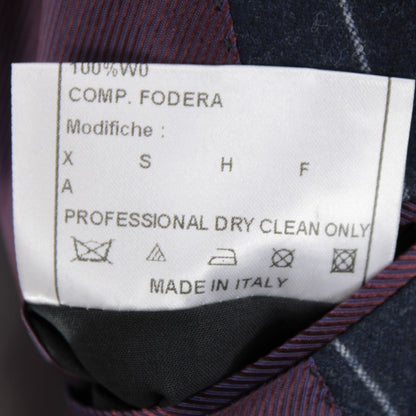 100%WO
COMP. FODERA
Modifiche :
X S H F
A
PROFESSIONAL DRY CLEAN ONLY
MADE IN ITALY